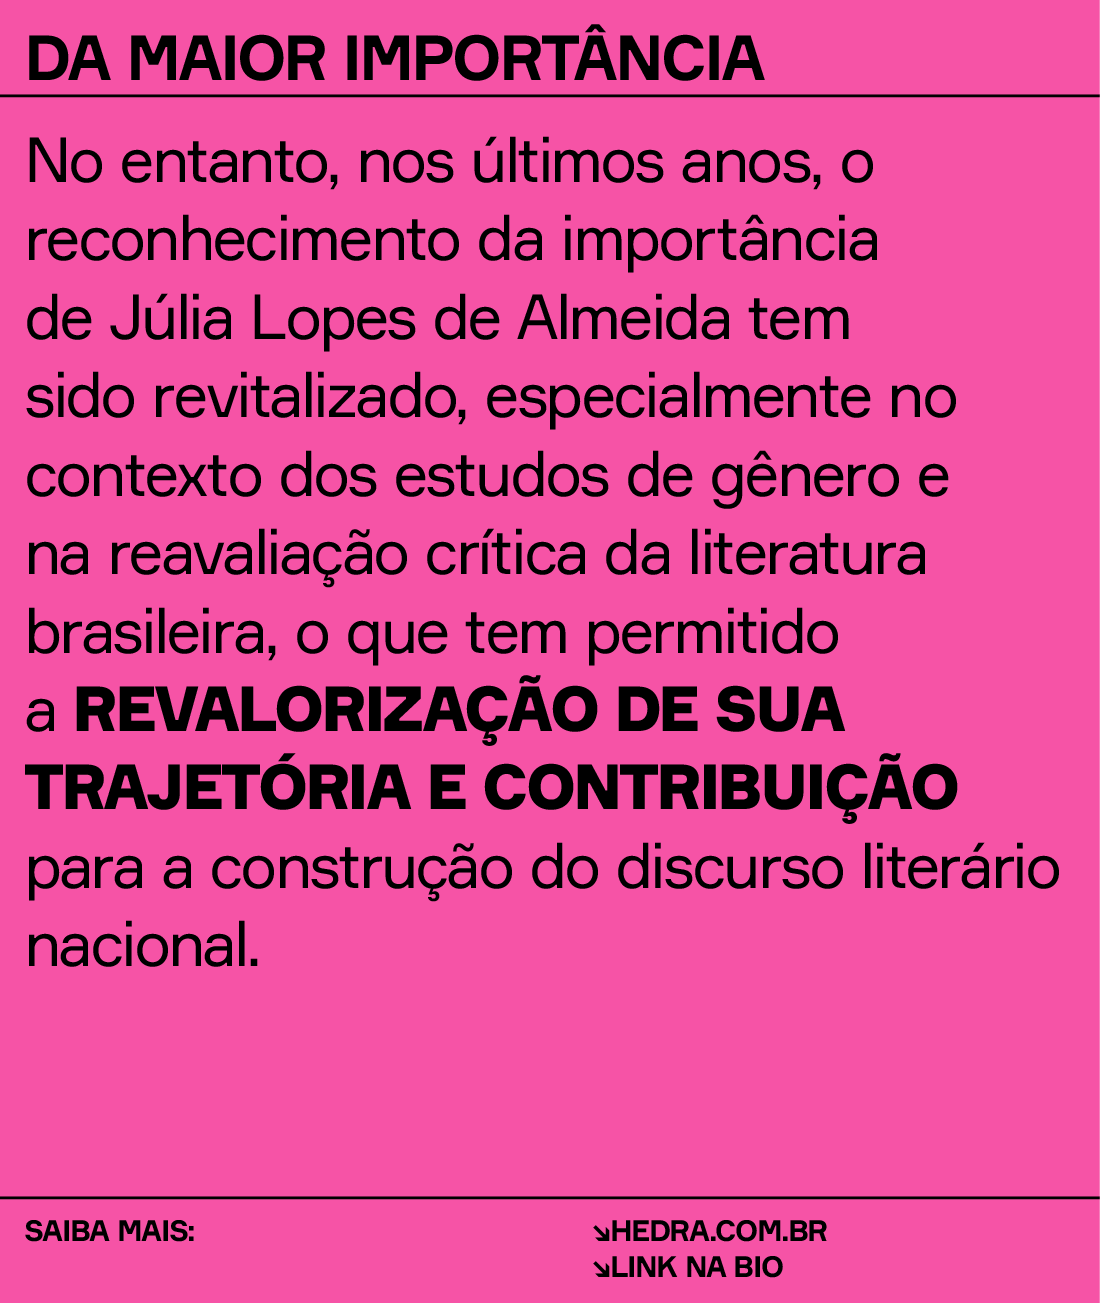 DA MAIOR IMPORTÂNCIA
No entanto, nos últimos anos, o
reconhecimento da importância
de Júlia Lopes de Almeida tem
sido revitalizado, especialmente no
contexto dos estudos de gênero e
na reavaliação crítica da literatura
brasileira, o que tem permitido
a REVALORIZAÇÃO DE SUA
TRAJETÓRIA E CONTRIBUIÇÃO
para a construção do discurso literário
nacional.
SAIBA MAIS:
↘HEDRA.COM.BR
↘LINK NA BIO